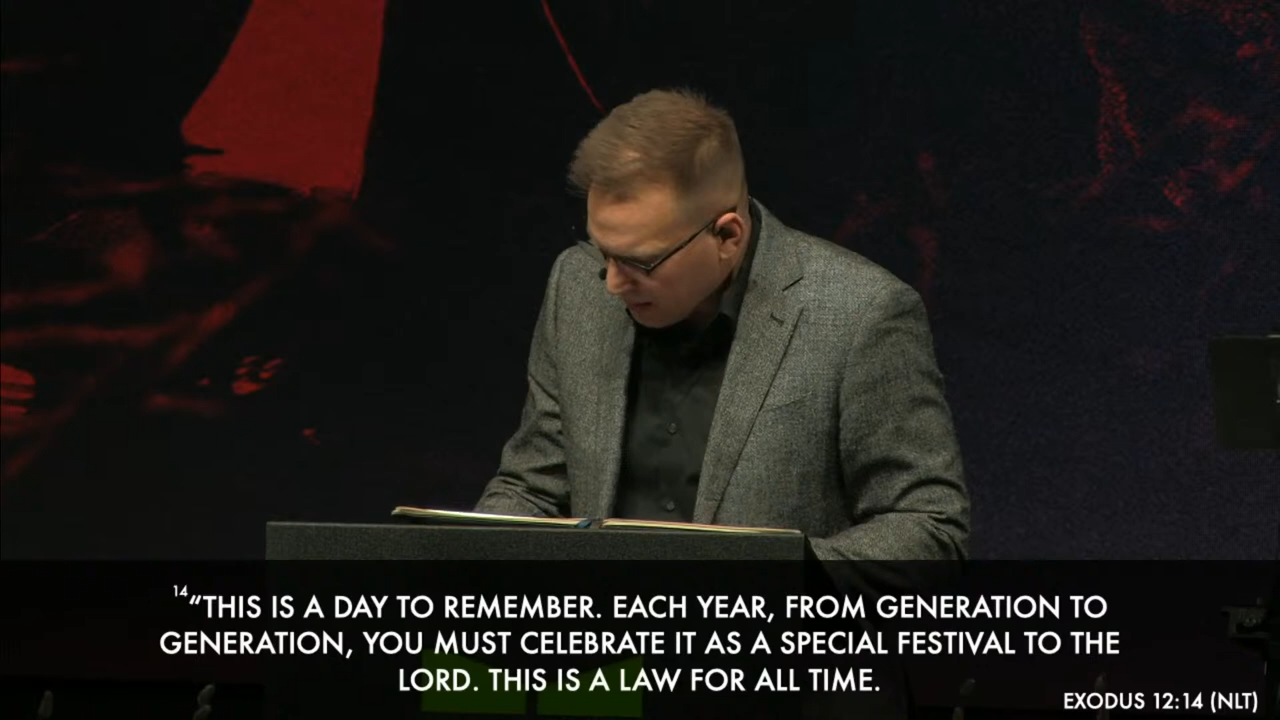 14“THIS IS A DAY TO REMEMBER. EACH YEAR, FROM GENERATION TO
GENERATION, YOU MUST CELEBRATE IT AS A SPECIAL FESTIVAL TO THE
LORD. THIS IS A LAW FOR ALL TIME.
EXODUS 12:14 (NLT)